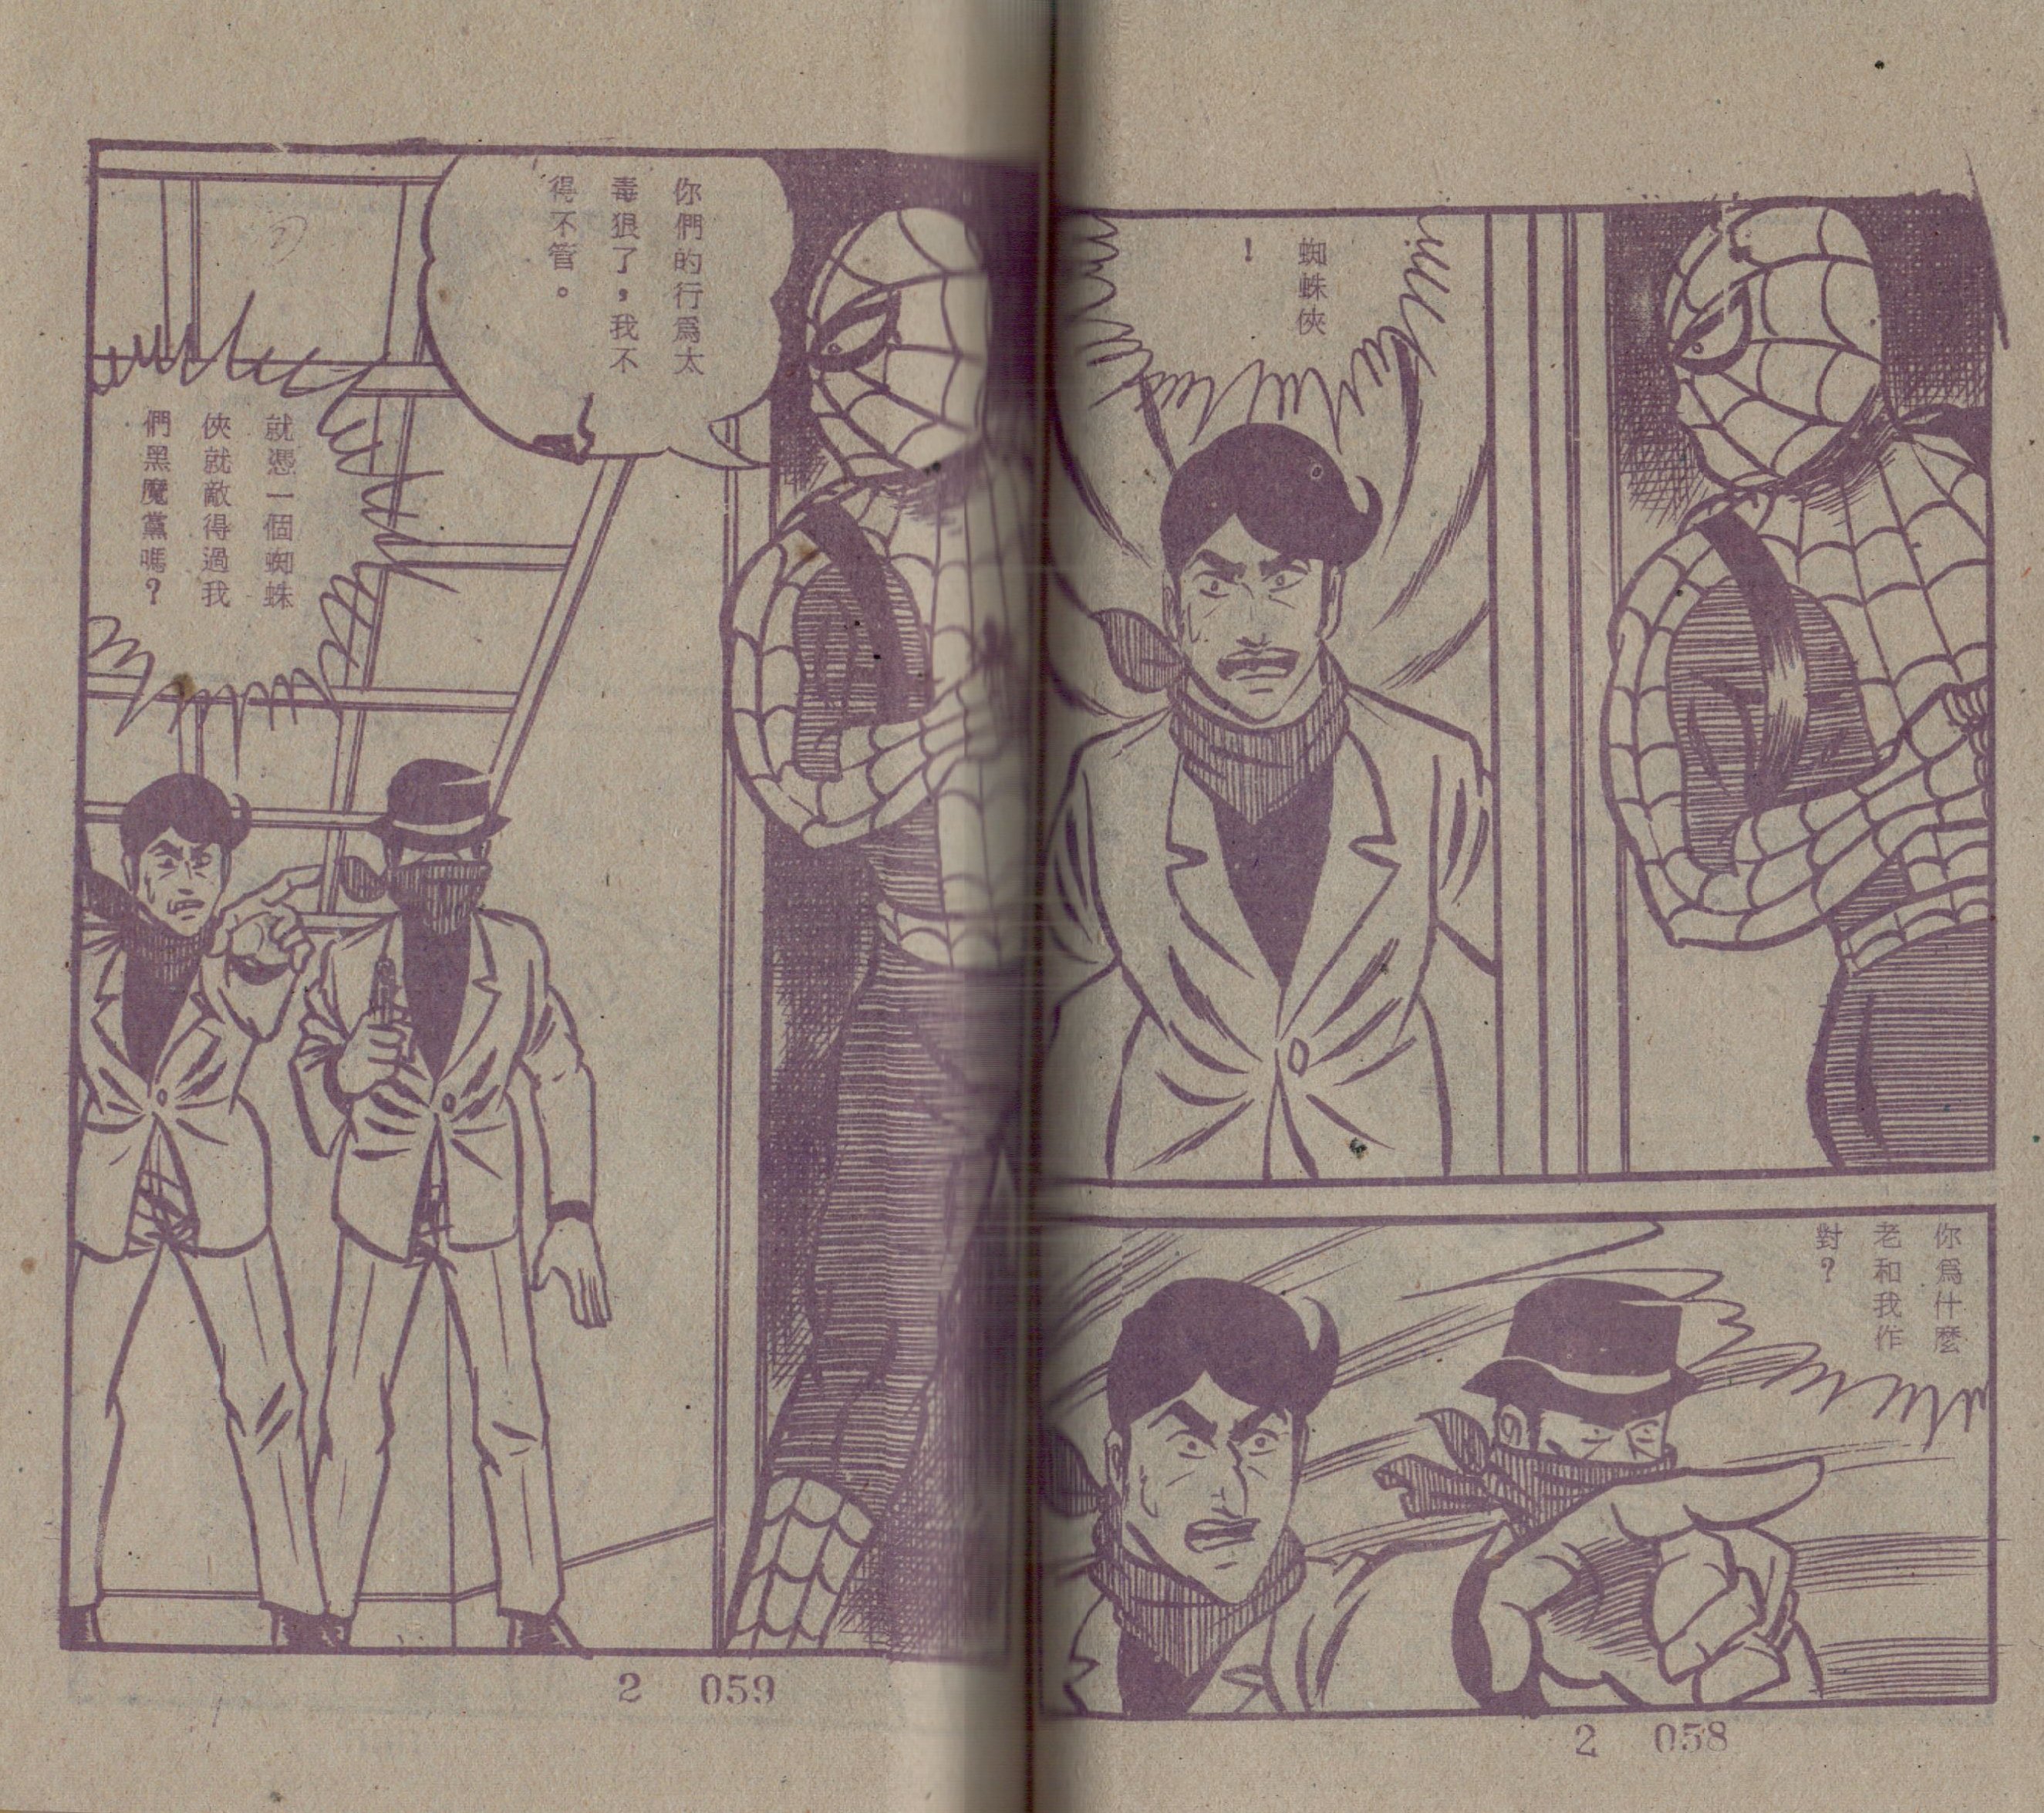 蜘蛛俠
!
你爲什麼
老和我作
對?
2 058
你們的行爲太
毒狠了,我不
得不管。
就憑一個蜘蛛
俠就敵得過我
們黑魔黨嗎?
2 059